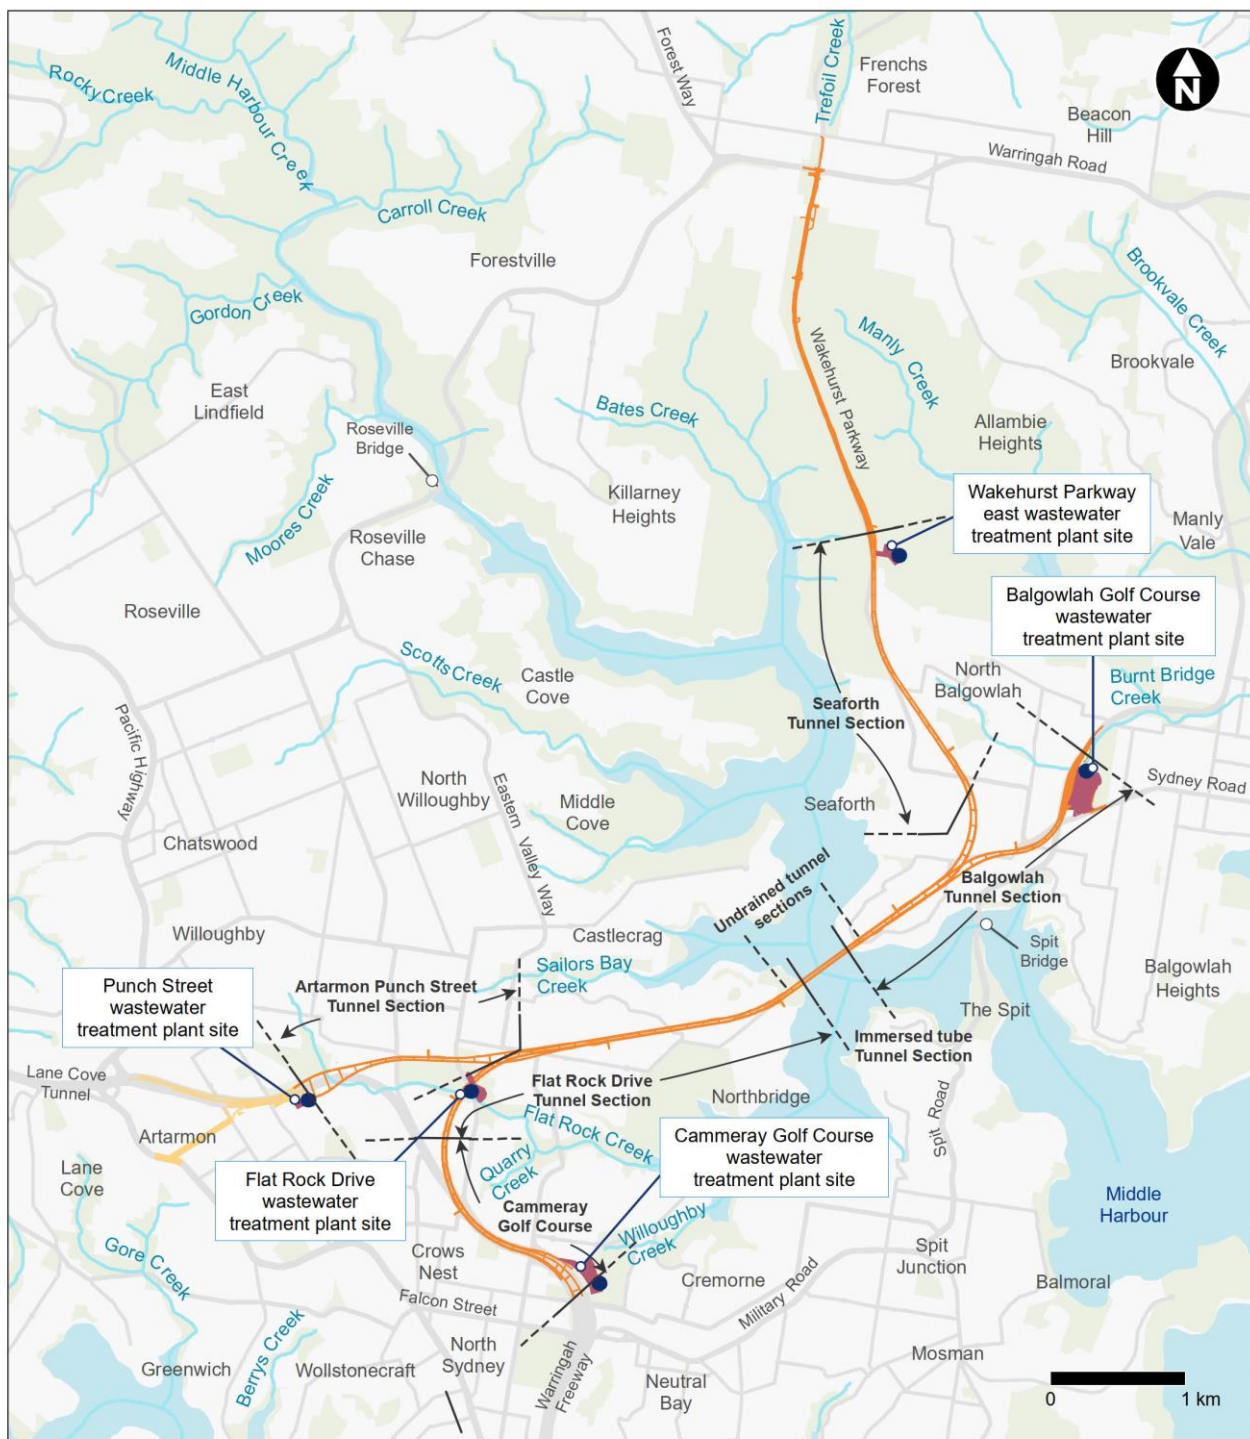 Frenchs
Forest
Forest Way
Trefoil Creek
N
Middle Harbour Creek
Rocky Creek
Beacon
Hill
Warringah Road
Carroll Creek
Forestville
Gordon Creek
Brookvale Creek
Manly Creek
Wakehurst Parkway
Brookvale
East
Lindfield
Bates Creek
Allambie
Heights
Roseville
Bridge
Killarney
Heights
Wakehurst Parkway
east wastewater
treatment plant site
Moores Creek
Roseville
Chase
Manly
Vale
Balgowlah Golf Course
wastewater
treatment plant site
Roseville
Scotts Creek
Castle
Cove
North
Balgowlah
Burnt Bridge
Creek
Seaforth
Tunnel Section
Pacific Highway
North
Willoughby
Eastern Valley Way
Middle
Cove
Seaforth
Sydney Road
Chatswood
Undrained tunnel
sections
Balgowlah
Tunnel Section
Willoughby
Castlecrag
Spit
Bridge
Sailors Bay
Creek
Balgowlah
Heights
Punch Street
wastewater
treatment plant site
Artarmon Punch Street
Tunnel Section
The Spit
Immersed tube
Tunnel Section
Lane Cove
Tunnel
Flat Rock Drive
Tunnel Section
Northbridge
Spit Road
Artarmon
Flat Rock Creek
Cammeray Golf Course
wastewater
treatment plant site
Lane
Cove
Flat Rock Drive
wastewater
treatment plant site
Quarry
Creek
Middle
Harbour
Cammeray
Golf Course
Willoughby
Creek
Gore Creek
Crows
Nest
Spit
Junction
Cremorne
Balmoral
Falcon Street
Military Road
Berrys Creek
North
Sydney
Mosman
Greenwich
Wollstonecraft
Warringah
Freeway
Neutral
Bay
0 1 km